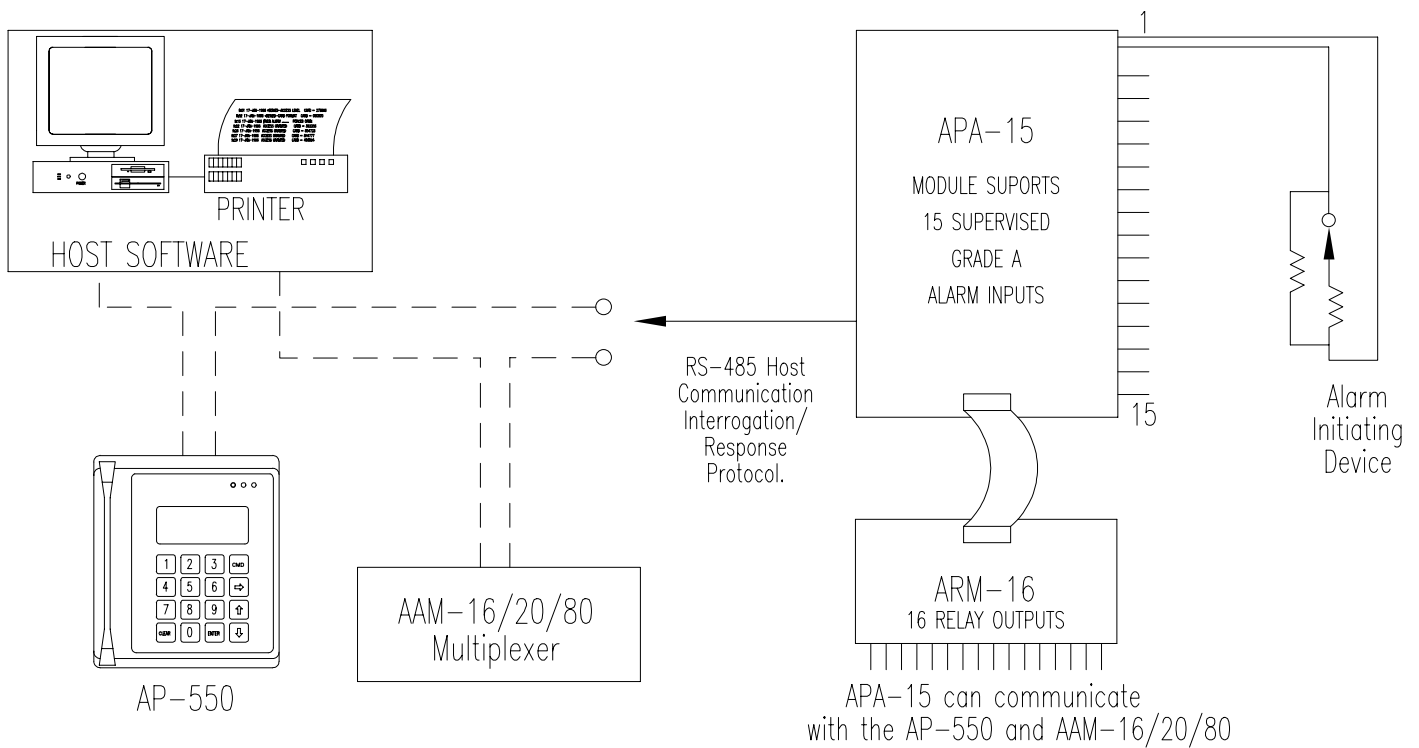 PRINTER
HOST SOFTWARE
1
APA-15
MODULE SUPORTS
15 SUPERVISED
GRADE A
ALARM INPUTS
15
RS-485 Host
Communication
Interrogation/
Response
Protocol.
Alarm
Initiating
Device
1 2 3 CMD
4 5 6 ⇨
7 8 9 ⇧
CLEAR 0 ENTER ⇩
AP-550
AAM-16/20/80
Multiplexer
ARM-16
16 RELAY OUTPUTS
APA-15 can communicate
with the AP-550 and AAM-16/20/80